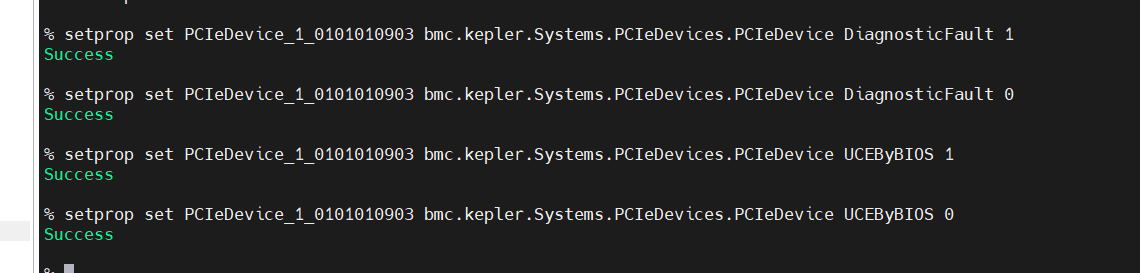 % setprop set PCIeDevice_1_0101010903 bmc.kepler.Systems.PCIeDevices.PCIeDevice DiagnosticFault 1
Success
% setprop set PCIeDevice_1_0101010903 bmc.kepler.Systems.PCIeDevices.PCIeDevice DiagnosticFault 0
Success
% setprop set PCIeDevice_1_0101010903 bmc.kepler.Systems.PCIeDevices.PCIeDevice UCEByBIOS 1
Success
% setprop set PCIeDevice_1_0101010903 bmc.kepler.Systems.PCIeDevices.PCIeDevice UCEByBIOS 0
Success
%